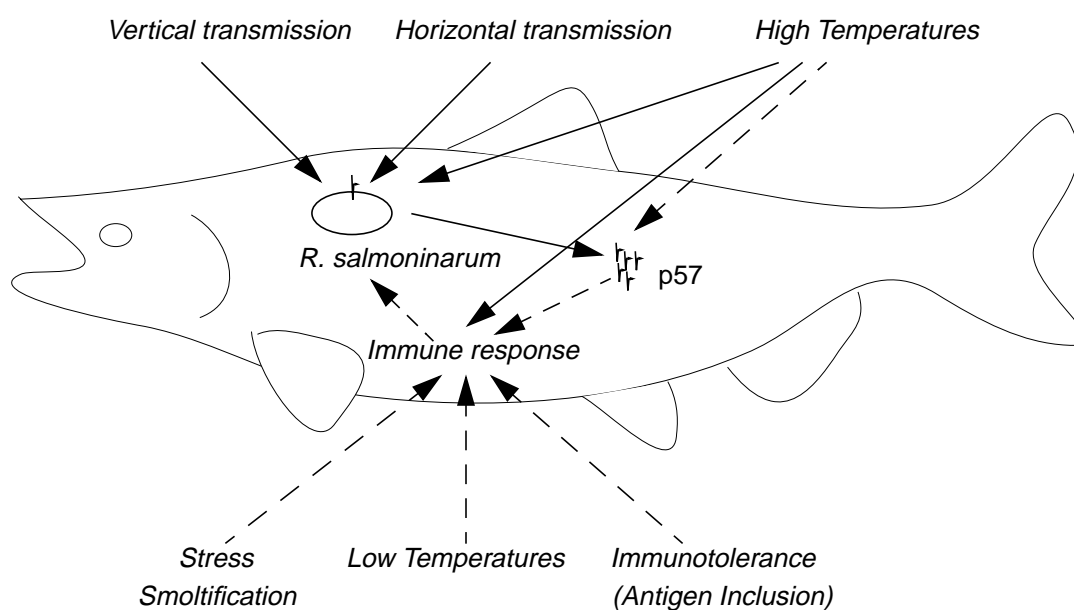 Vertical transmission
Horizontal transmission
High Temperatures
R. salmoninarum
p57
Immune response
Stress
Smoltification
Low Temperatures
Immunotolerance
(Antigen Inclusion)